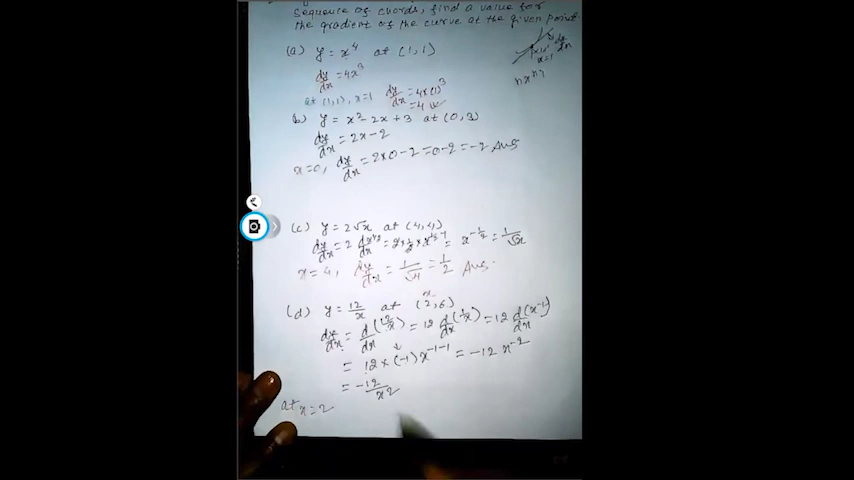 sequence of chords, find a value for
the gradient of the curve at the given point
(a) y = x⁴ at (1,1)
dy/dx = 4x³
at (1,1), x=1 dy/dx = 4×(1)³
= 4
b) y = x² - 2x + 3 at (0,3)
dy/dx = 2x - 2
x=0, dy/dx = 2×0 - 2 = 0 - 2 = -2 Ans
(c) y = 2√x at (4,4)
dy/dx = 2 dx^1/2/dx = 2×1/2×x^1/2-1 = x^-1/2 = 1/√x
x=4, dy/dx = 1/√4 = 1/2 Ans.
(d) y = 12/x at (2,6)
dy/dx = d/dx (12/x) = 12 d/dx (1/x) = 12 d(x⁻¹)/dx
= 12 × (-1) x⁻¹⁻¹ = -12 x⁻²
= -12/x²
at x=2